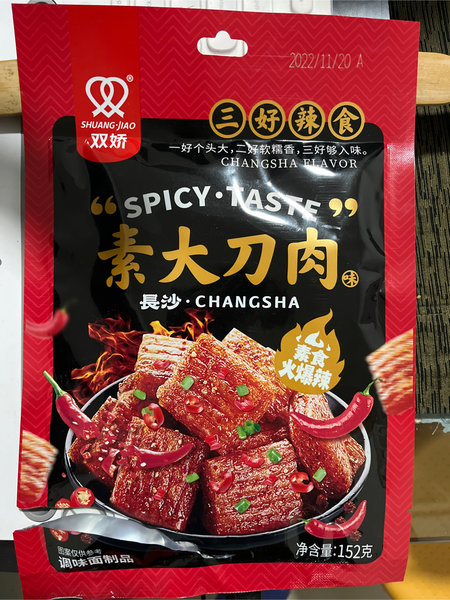 2022/11/20 A
SHUANG·JIAO
双娇
三好辣食
一好个头大,二好软糯香,三好够入味。
CHANGSHA FLAVOR
“SPICY·TASTE”
素大刀肉味
長沙·CHANGSHA
素食
火爆辣
图案仅供参考
调味面制品
净含量:152克